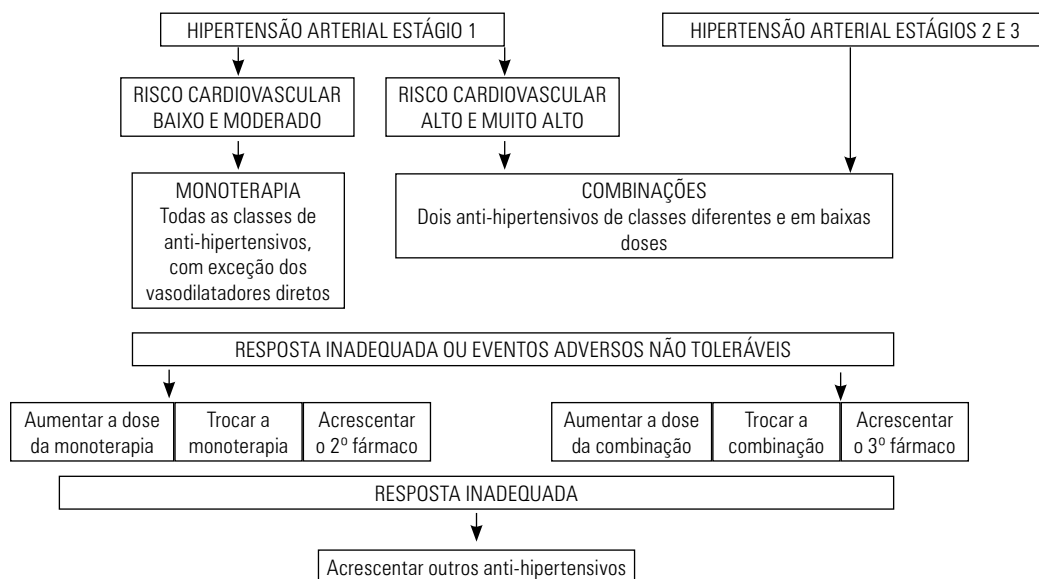 HIPERTENSÃO ARTERIAL ESTÁGIO 1
HIPERTENSÃO ARTERIAL ESTÁGIOS 2 E 3
RISCO CARDIOVASCULAR
BAIXO E MODERADO
RISCO CARDIOVASCULAR
ALTO E MUITO ALTO
MONOTERAPIA
Todas as classes de
anti-hipertensivos,
com exceção dos
vasodilatadores diretos
COMBINAÇÕES
Dois anti-hipertensivos de classes diferentes e em baixas
doses
RESPOSTA INADEQUADA OU EVENTOS ADVERSOS NÃO TOLERÁVEIS
Aumentar a dose
da monoterapia
Trocar a
monoterapia
Acrescentar
o 2º fármaco
Aumentar a dose
da combinação
Trocar a
combinação
Acrescentar
o 3º fármaco
RESPOSTA INADEQUADA
Acrescentar outros anti-hipertensivos